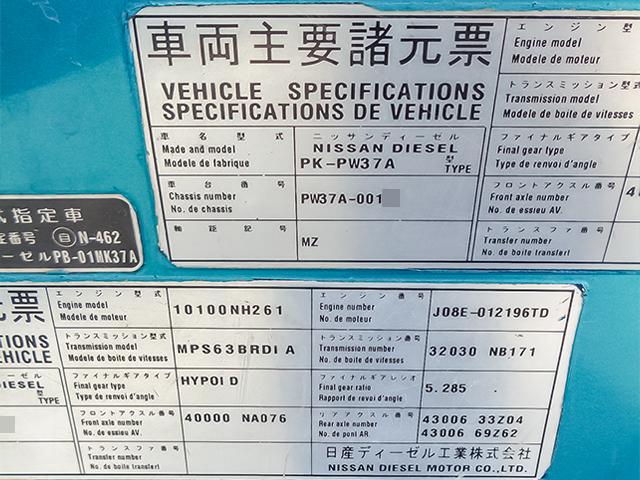 車両主要諸元票
VEHICLE SPECIFICATIONS
SPECIFICATIONS DE VEHICLE
車名型式
Made and model
Modele de fabrique
ニッサンディーゼル
NISSAN DIESEL
PK-PW37A
型
TYPE
車台番号
Chassis number
No. de chassis
PW37A-001
軸距記号
MZ
エンジン型
Engine model
Modele de moteur
トランスミッション型式
Transmission model
Modele de boite de vitesses
ファイナルギアタイプ
Final gear type
Type de renvoi d'angle
フロントアクスル番号
Front axle number
No. de essieu AV.
4
トランスファ番号
Transfer number
No. de boite transfert
式指定車
定番号 自 N-462
ーゼル PB-01MK37A
元票
TIONS
EHICLE
ーゼル
SEL
型
TYPE
エンジン型式
Engine model
Modele de moteur
10100NH261
エンジン番号
Engine number
No. de moteur
J08E-012196TD
トランスミッション型式
Transmission model
Modele de boite de vitesses
MPS63BRDI A
トランスミッション番号
Transmission number
No. de boite de vitesses
32030 NB171
ファイナルギアタイプ
Final gear type
Type de renvoi d'angle
HYPOID
ファイナルギアレシオ
Final gear ratio
Rapport de renvoi d'angle
5.285
フロントアクスル番号
Front axle number
No. de essieu AV.
40000 NA076
リアアクスル番号
Rear axle number
No. de pont AR.
43006 33Z04
43006 69Z62
トランスファ番号
Transfer number
No. de boite transfert
日産ディーゼル工業株式会社
NISSAN DIESEL MOTOR CO.,LTD.